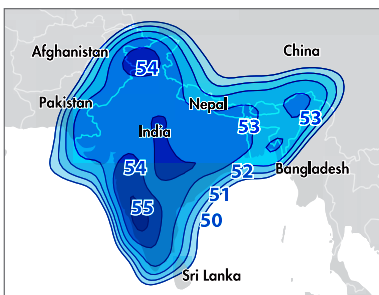 Afghanistan
China
54
Pakistan
Nepal
53
53
India
54
52
Bangladesh
51
55
50
Sri Lanka